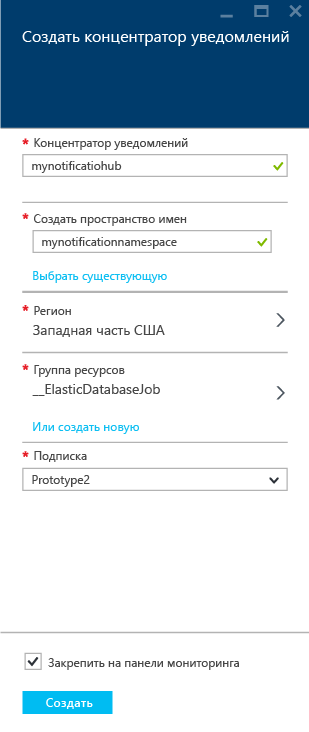 Создать концентратор уведомлений
* Концентратор уведомлений
mynotificatiohub
* Создать пространство имен
mynotificationnamespace
Выбрать существующую
* Регион
Западная часть США
* Группа ресурсов
__ElasticDatabaseJob
Или создать новую
* Подписка
Prototype2
Закрепить на панели мониторинга
Создать